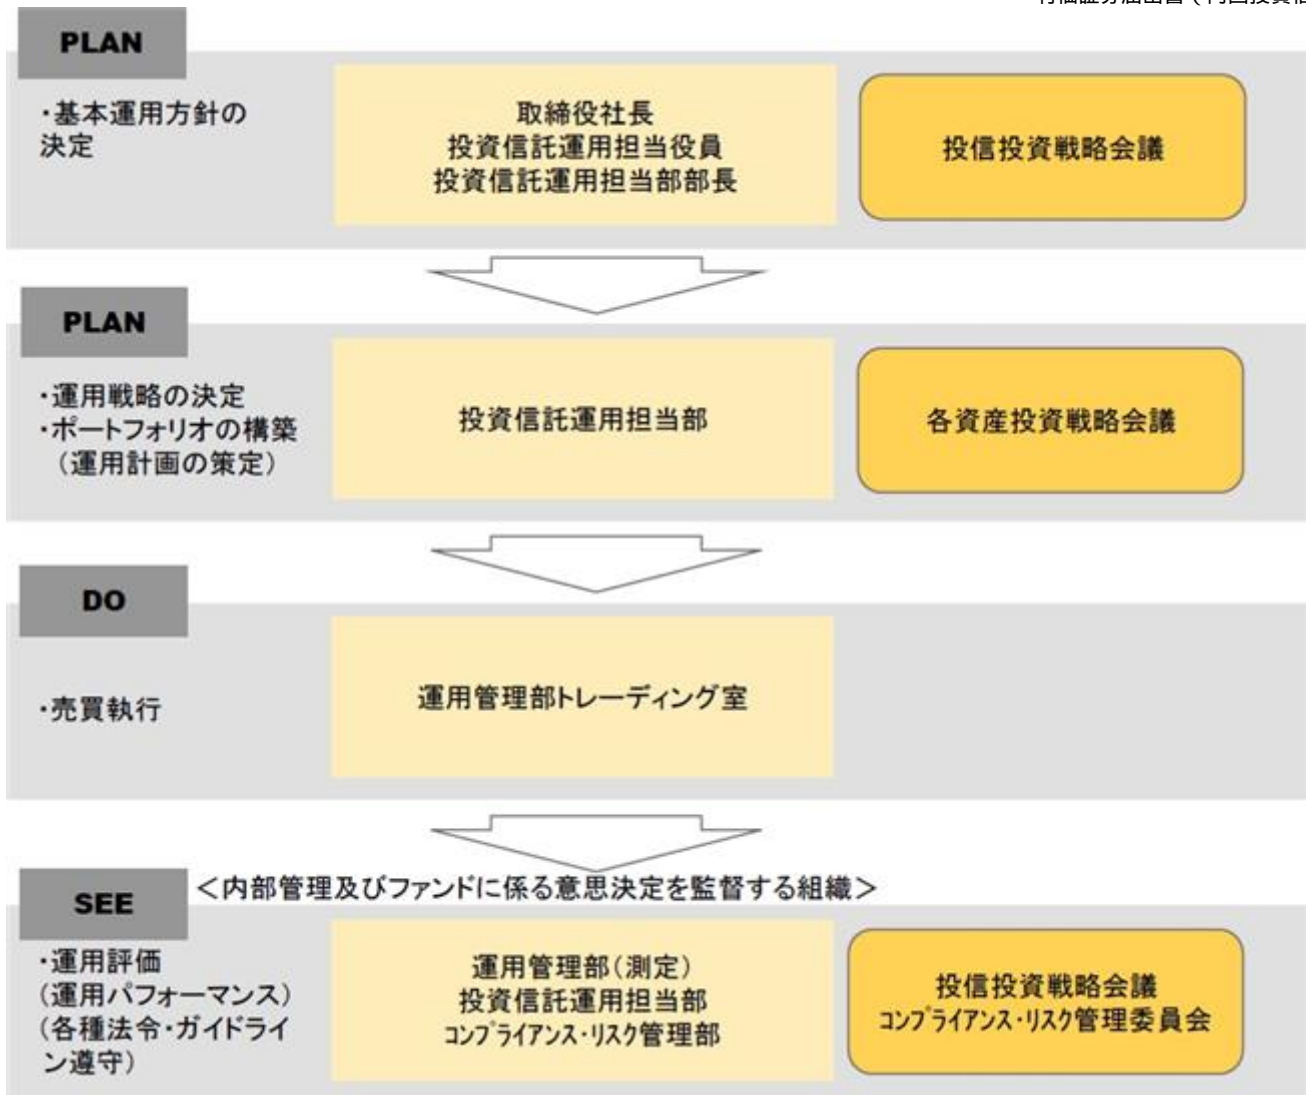 PLAN
・基本運用方針の
決定
取締役社長
投資信託運用担当役員
投資信託運用担当部部長
投信投資戦略会議
PLAN
・運用戦略の決定
・ポートフォリオの構築
（運用計画の策定）
投資信託運用担当部
各資産投資戦略会議
DO
・売買執行
運用管理部トレーディング室
SEE
＜内部管理及びファンドに係る意思決定を監督する組織＞
・運用評価
（運用パフォーマンス）
（各種法令・ガイドライ
ン遵守）
運用管理部（測定）
投資信託運用担当部
ｺﾝﾌﾟﾗｲｱﾝｽ・ﾘｽｸ管理部
投信投資戦略会議
ｺﾝﾌﾟﾗｲｱﾝｽ・ﾘｽｸ管理委員会